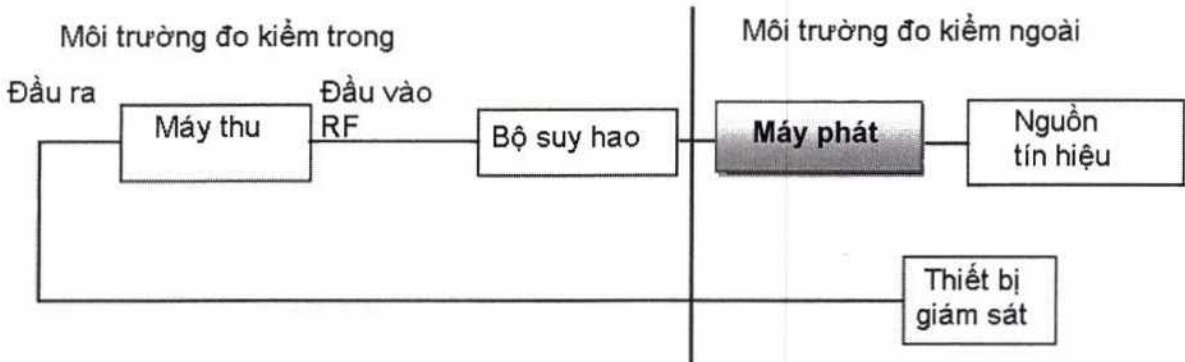 Môi trường đo kiểm trong
Môi trường đo kiểm ngoài
Đầu ra
Máy thu
Đầu vào
RF
Bộ suy hao
Máy phát
Nguồn
tín hiệu
Thiết bị
giám sát